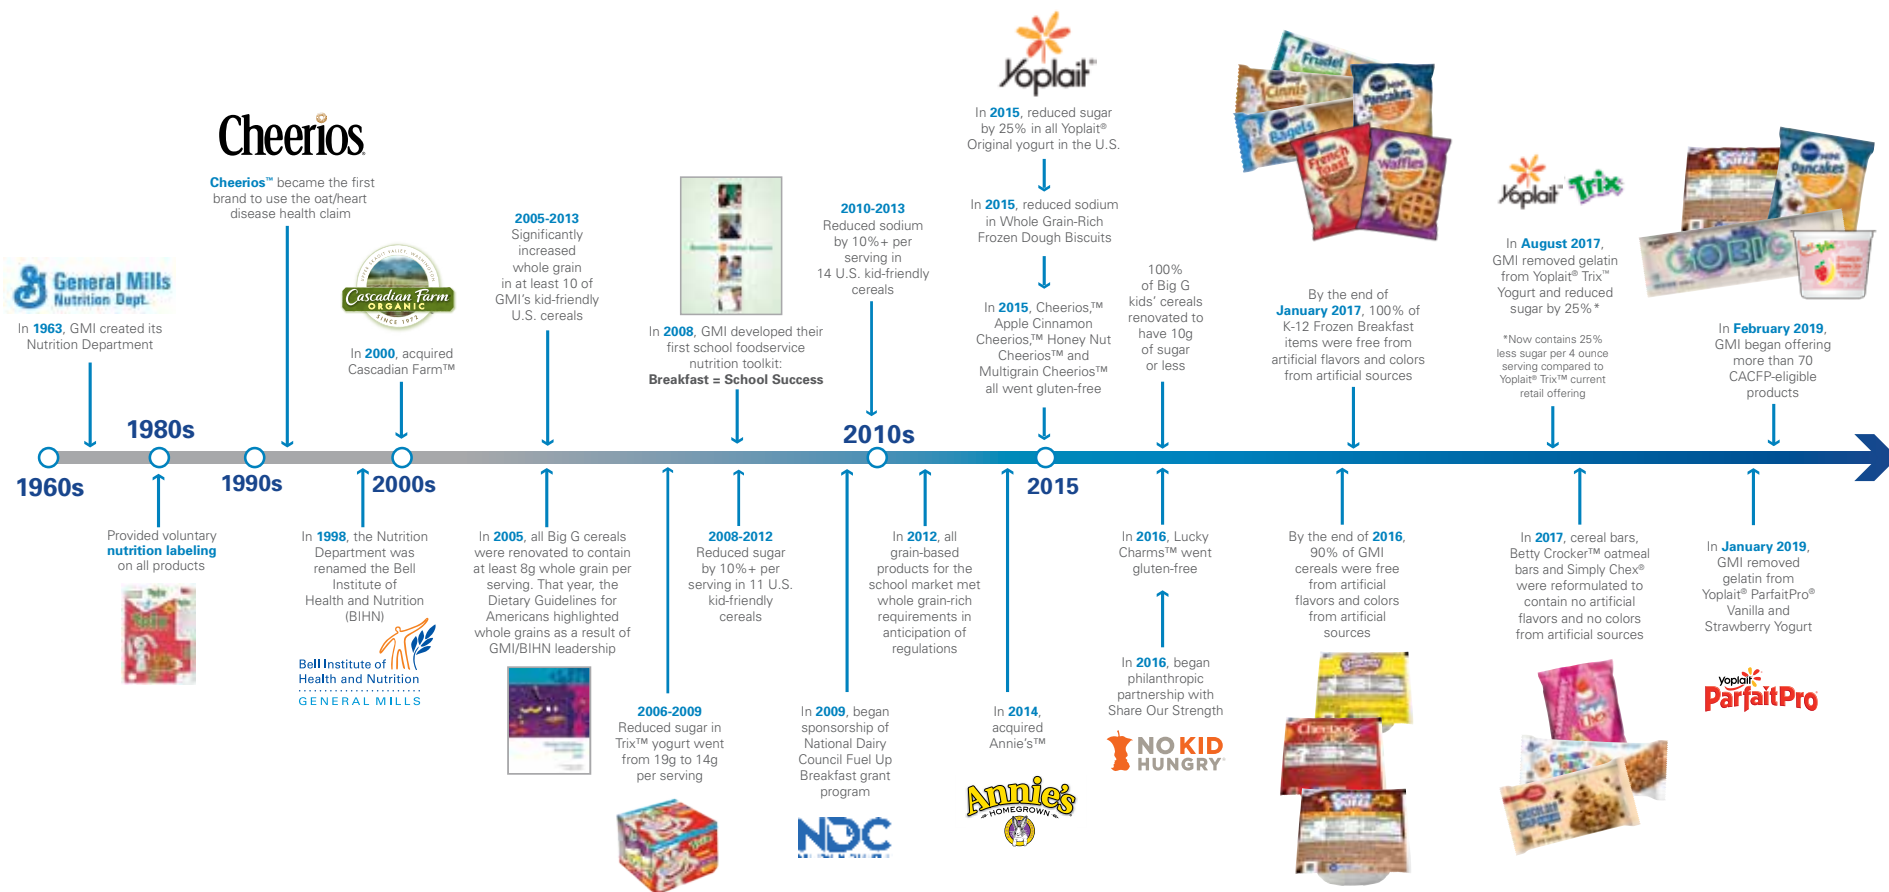 General Mills
Nutrition Dept.
In 1963, GMI created its
Nutrition Department
1960s
1980s
Provided voluntary
nutrition labeling
on all products
Cheerios
Cheerios™ became the first
brand to use the oat/heart
disease health claim
1990s
In 1998, the Nutrition
Department was
renamed the Bell
Institute of
Health and Nutrition
(BIHN)
Bell Institute of
Health and Nutrition
GENERAL MILLS
Cascadian Farm
ORGANIC
SINCE 1972
In 2000, acquired
Cascadian Farm™
2000s
2005-2013
Significantly
increased
whole grain
in at least 10 of
GMI's kid-friendly
U.S. cereals
In 2005, all Big G cereals
were renovated to contain
at least 8g whole grain per
serving. That year, the
Dietary Guidelines for
Americans highlighted
whole grains as a result of
GMI/BIHN leadership
2006-2009
Reduced sugar in
Trix™ yogurt went
from 19g to 14g
per serving
In 2008, GMI developed their
first school foodservice
nutrition toolkit:
Breakfast = School Success
2008-2012
Reduced sugar
by 10%+ per
serving in 11 U.S.
kid-friendly
cereals
In 2009, began
sponsorship of
National Dairy
Council Fuel Up
Breakfast grant
program
NDC
2010-2013
Reduced sodium
by 10%+ per
serving in
14 U.S. kid-friendly
cereals
2010s
In 2012, all
grain-based
products for the
school market met
whole grain-rich
requirements in
anticipation of
regulations
In 2014,
acquired
Annie's™
Annie's
HOMEGROWN
Yoplait
In 2015, reduced sugar
by 25% in all Yoplait®
Original yogurt in the U.S.
In 2015, reduced sodium
in Whole Grain-Rich
Frozen Dough Biscuits
In 2015, Cheerios,™
Apple Cinnamon
Cheerios,™ Honey Nut
Cheerios™ and
Multigrain Cheerios™
all went gluten-free
2015
100%
of Big G
kids' cereals
renovated to
have 10g
of sugar
or less
In 2016, Lucky
Charms™ went
gluten-free
In 2016, began
philanthropic
partnership with
Share Our Strength
NO KID
HUNGRY
Frudel
Cinnis
Bagels
Pancakes
French
Toast
Waffles
By the end of
January 2017, 100% of
K-12 Frozen Breakfast
items were free from
artificial flavors and colors
from artificial sources
By the end of 2016,
90% of GMI
cereals were free
from artificial
flavors and colors
from artificial
sources
Cheerios
Yoplait
Trix
In August 2017,
GMI removed gelatin
from Yoplait® Trix™
Yogurt and reduced
sugar by 25%*
*Now contains 25%
less sugar per 4 ounce
serving compared to
Yoplait® Trix™ current
retail offering
In 2017, cereal bars,
Betty Crocker™ oatmeal
bars and Simply Chex®
were reformulated to
contain no artificial
flavors and no colors
from artificial sources
Pancakes
GOBIG
Trix
In February 2019,
GMI began offering
more than 70
CACFP-eligible
products
In January 2019,
GMI removed
gelatin from
Yoplait® ParfaitPro®
Vanilla and
Strawberry Yogurt
Yoplait
ParfaitPro